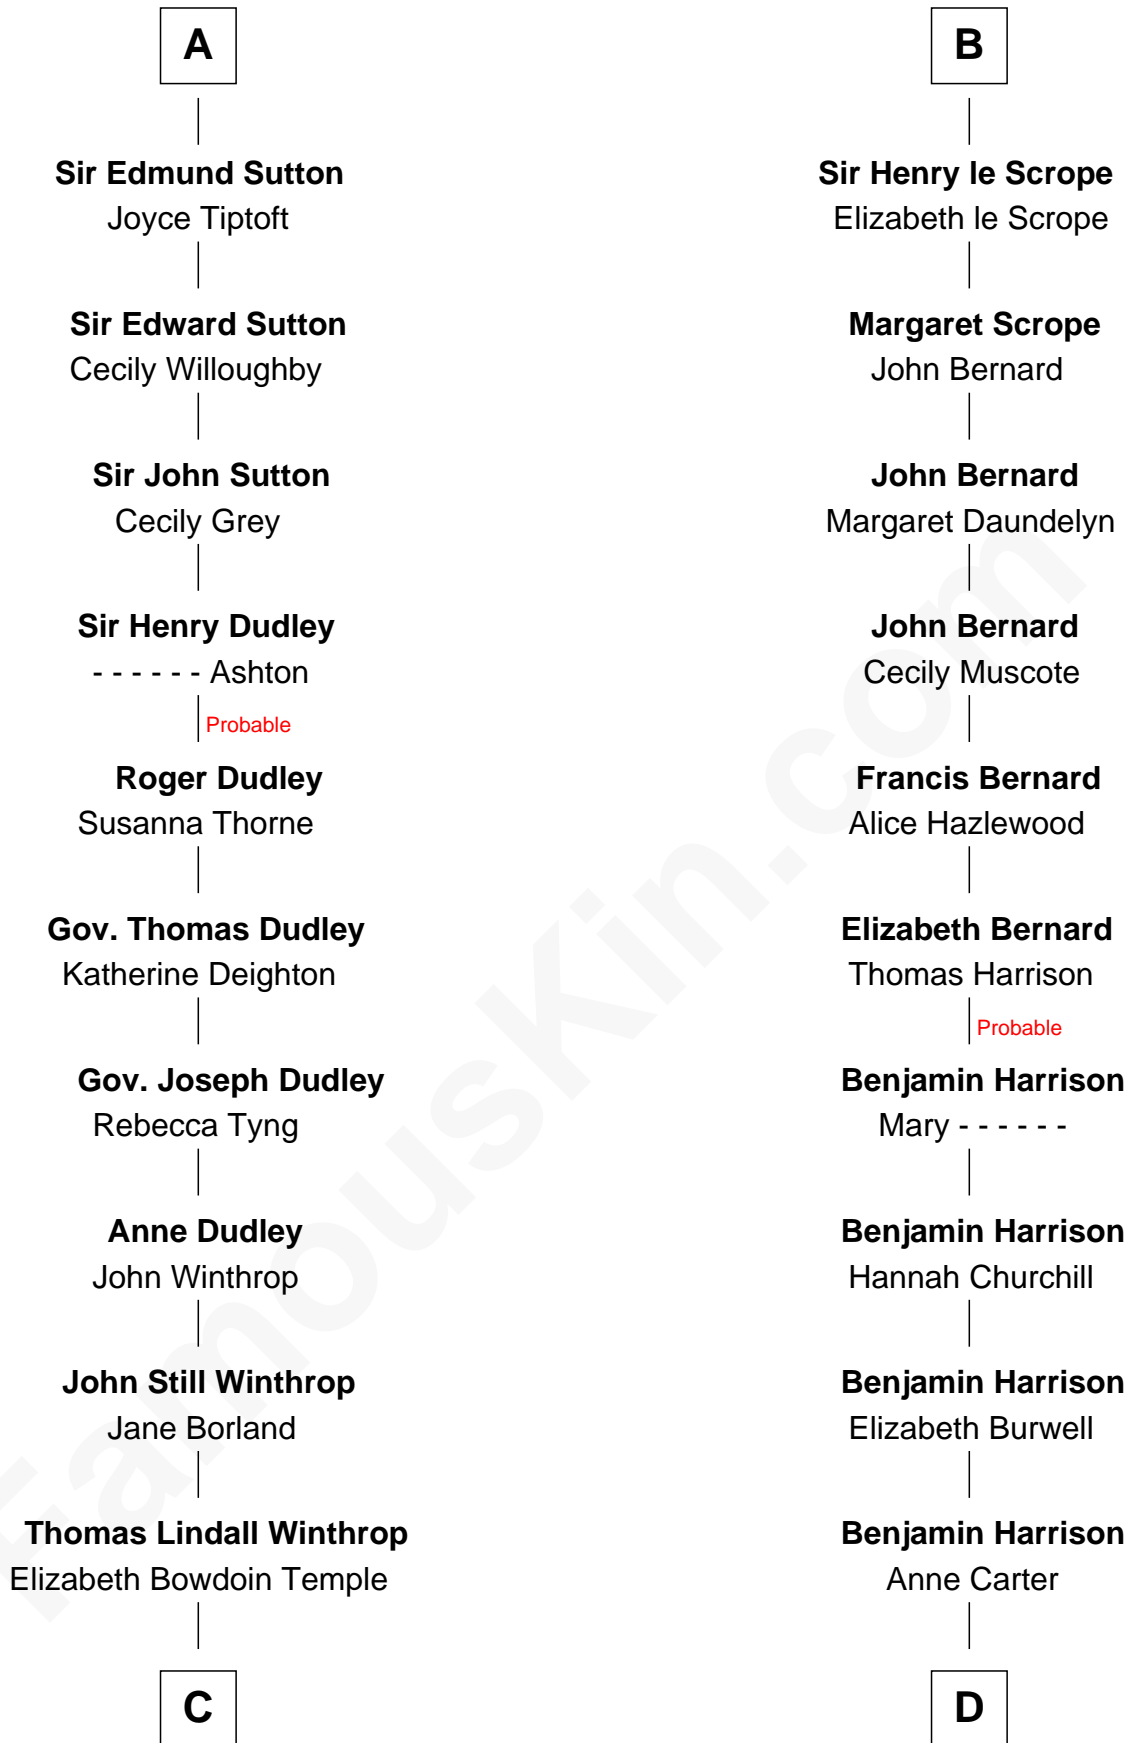 A
Sir Edmund Sutton
Joyce Tiptoft
Sir Edward Sutton
Cecily Willoughby
Sir John Sutton
Cecily Grey
Sir Henry Dudley
- - - - - - Ashton
Probable
Roger Dudley
Susanna Thorne
Gov. Thomas Dudley
Katherine Deighton
Gov. Joseph Dudley
Rebecca Tyng
Anne Dudley
John Winthrop
John Still Winthrop
Jane Borland
Thomas Lindall Winthrop
Elizabeth Bowdoin Temple
C
B
Sir Henry le Scrope
Elizabeth le Scrope
Margaret Scrope
John Bernard
John Bernard
Margaret Daundelyn
John Bernard
Cecily Muscote
Francis Bernard
Alice Hazlewood
Elizabeth Bernard
Thomas Harrison
Probable
Benjamin Harrison
Mary - - - - - -
Benjamin Harrison
Hannah Churchill
Benjamin Harrison
Elizabeth Burwell
Benjamin Harrison
Anne Carter
D
FamousKin.com